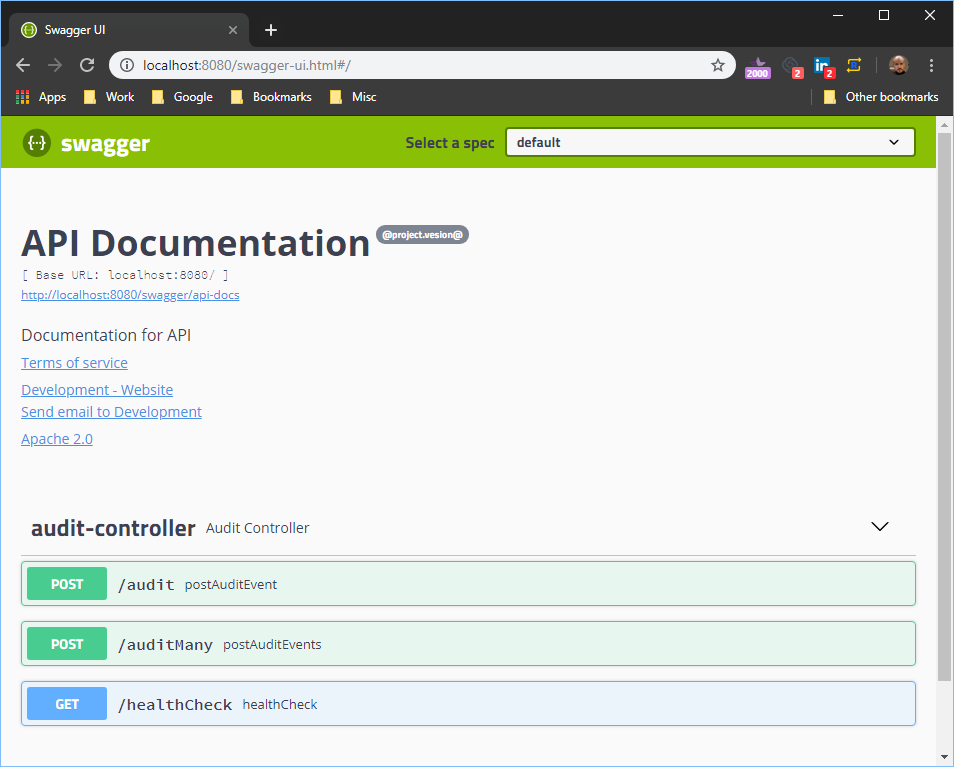 Swagger UI
localhost:8080/swagger-ui.html#/
2000
2
2
Apps Work Google Bookmarks Misc Other bookmarks
{··} swagger Select a spec default
API Documentation @project.vesion@
[ Base URL: localhost:8080/ ]
http://localhost:8080/swagger/api-docs
Documentation for API
Terms of service
Development - Website
Send email to Development
Apache 2.0
audit-controller Audit Controller
POST /audit postAuditEvent
POST /auditMany postAuditEvents
GET /healthCheck healthCheck